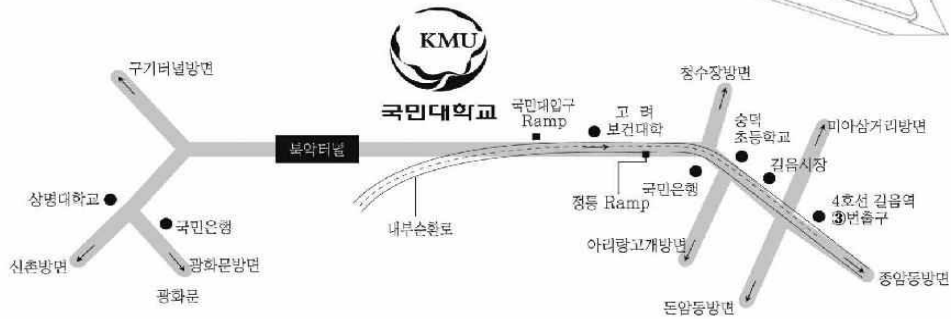 KMU
국민대학교
구기터널방면
북악터널
국민대입구
Ramp
고 려
보건대학
청수장방면
숭덕
초등학교
미아삼거리방면
길음시장
상명대학교
국민은행
신촌방면
광화문방면
광화문
내부순환로
정릉 Ramp
국민은행
아리랑고개방면
4호선 길음역
③번출구
돈암동방면
종암동방면